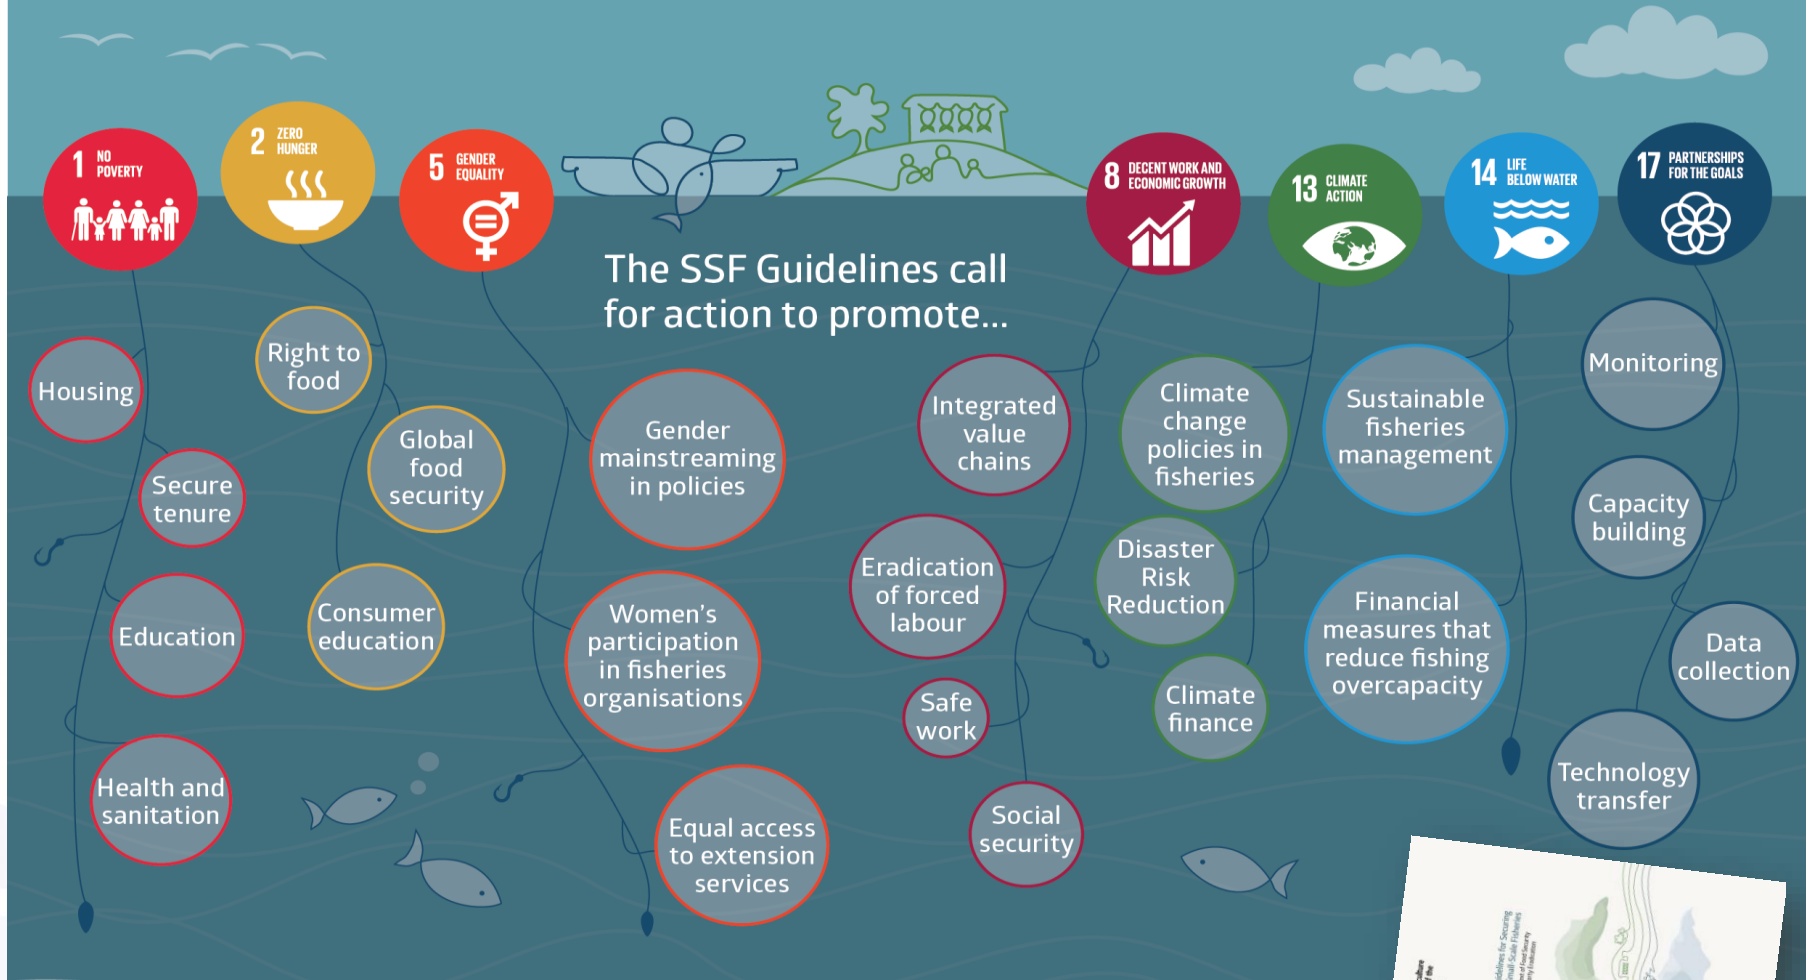 1 NO
POVERTY
2 ZERO
HUNGER
5 GENDER
EQUALITY
8 DECENT WORK AND
ECONOMIC GROWTH
13 CLIMATE
ACTION
14 LIFE
BELOW WATER
17 PARTNERSHIPS
FOR THE GOALS
The SSF Guidelines call
for action to promote...
Housing
Secure
tenure
Education
Health and
sanitation
Right to
food
Global
food
security
Consumer
education
Gender
mainstreaming
in policies
Women's
participation
in fisheries
organisations
Equal access
to extension
services
Integrated
value
chains
Eradication
of forced
labour
Safe
work
Social
security
Climate
change
policies in
fisheries
Disaster
Risk
Reduction
Climate
finance
Sustainable
fisheries
management
Financial
measures that
reduce fishing
overcapacity
Monitoring
Capacity
building
Data
collection
Technology
transfer
for Securing
Fisheries